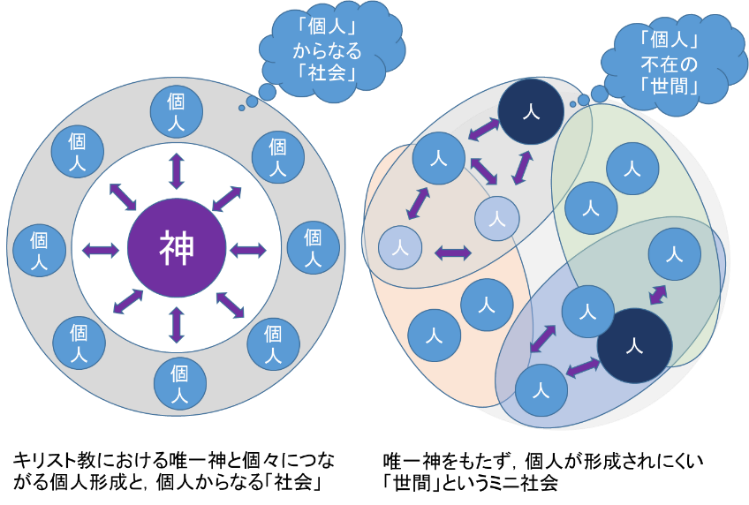 「個人」
からなる
「社会」
個
人
個
人
個
人
個
人
神
個
人
個
人
個
人
個
人
キリスト教における唯一神と個々につな
がる個人形成と，個人からなる「社会」
「個人」
不在の
「世間」
人
人
人
人
人
人
人
人
人
人
人
人
人
唯一神をもたず，個人が形成されにくい
「世間」というミニ社会